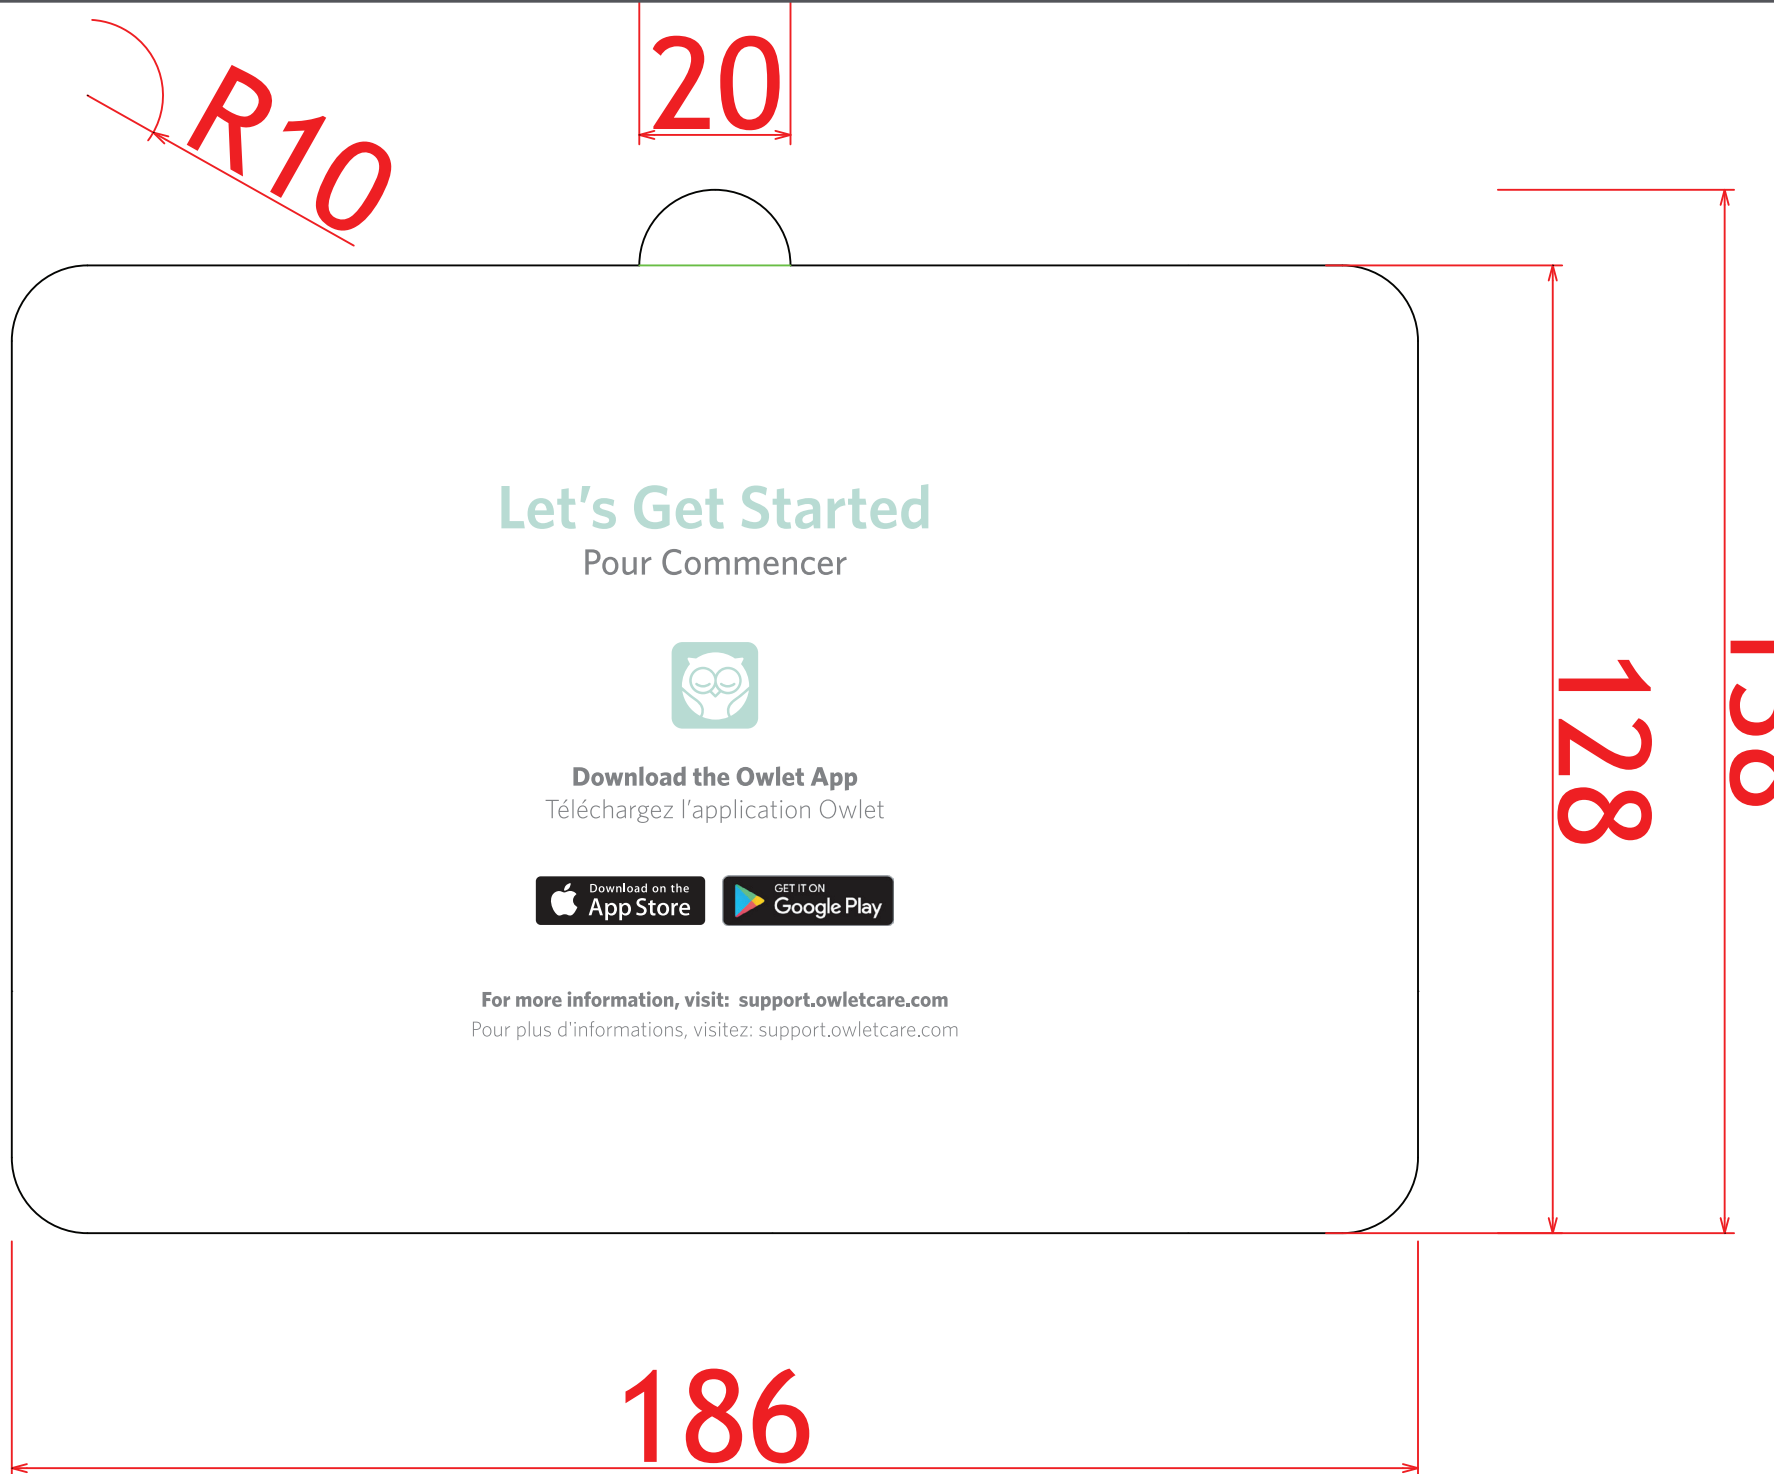 R10
20
Let's Get Started
Pour Commencer
Download the Owlet App
Téléchargez l'application Owlet
Download on the
App Store
GET IT ON
Google Play
For more information, visit: support.owletcare.com
Pour plus d'informations, visitez: support.owletcare.com
128
138
186